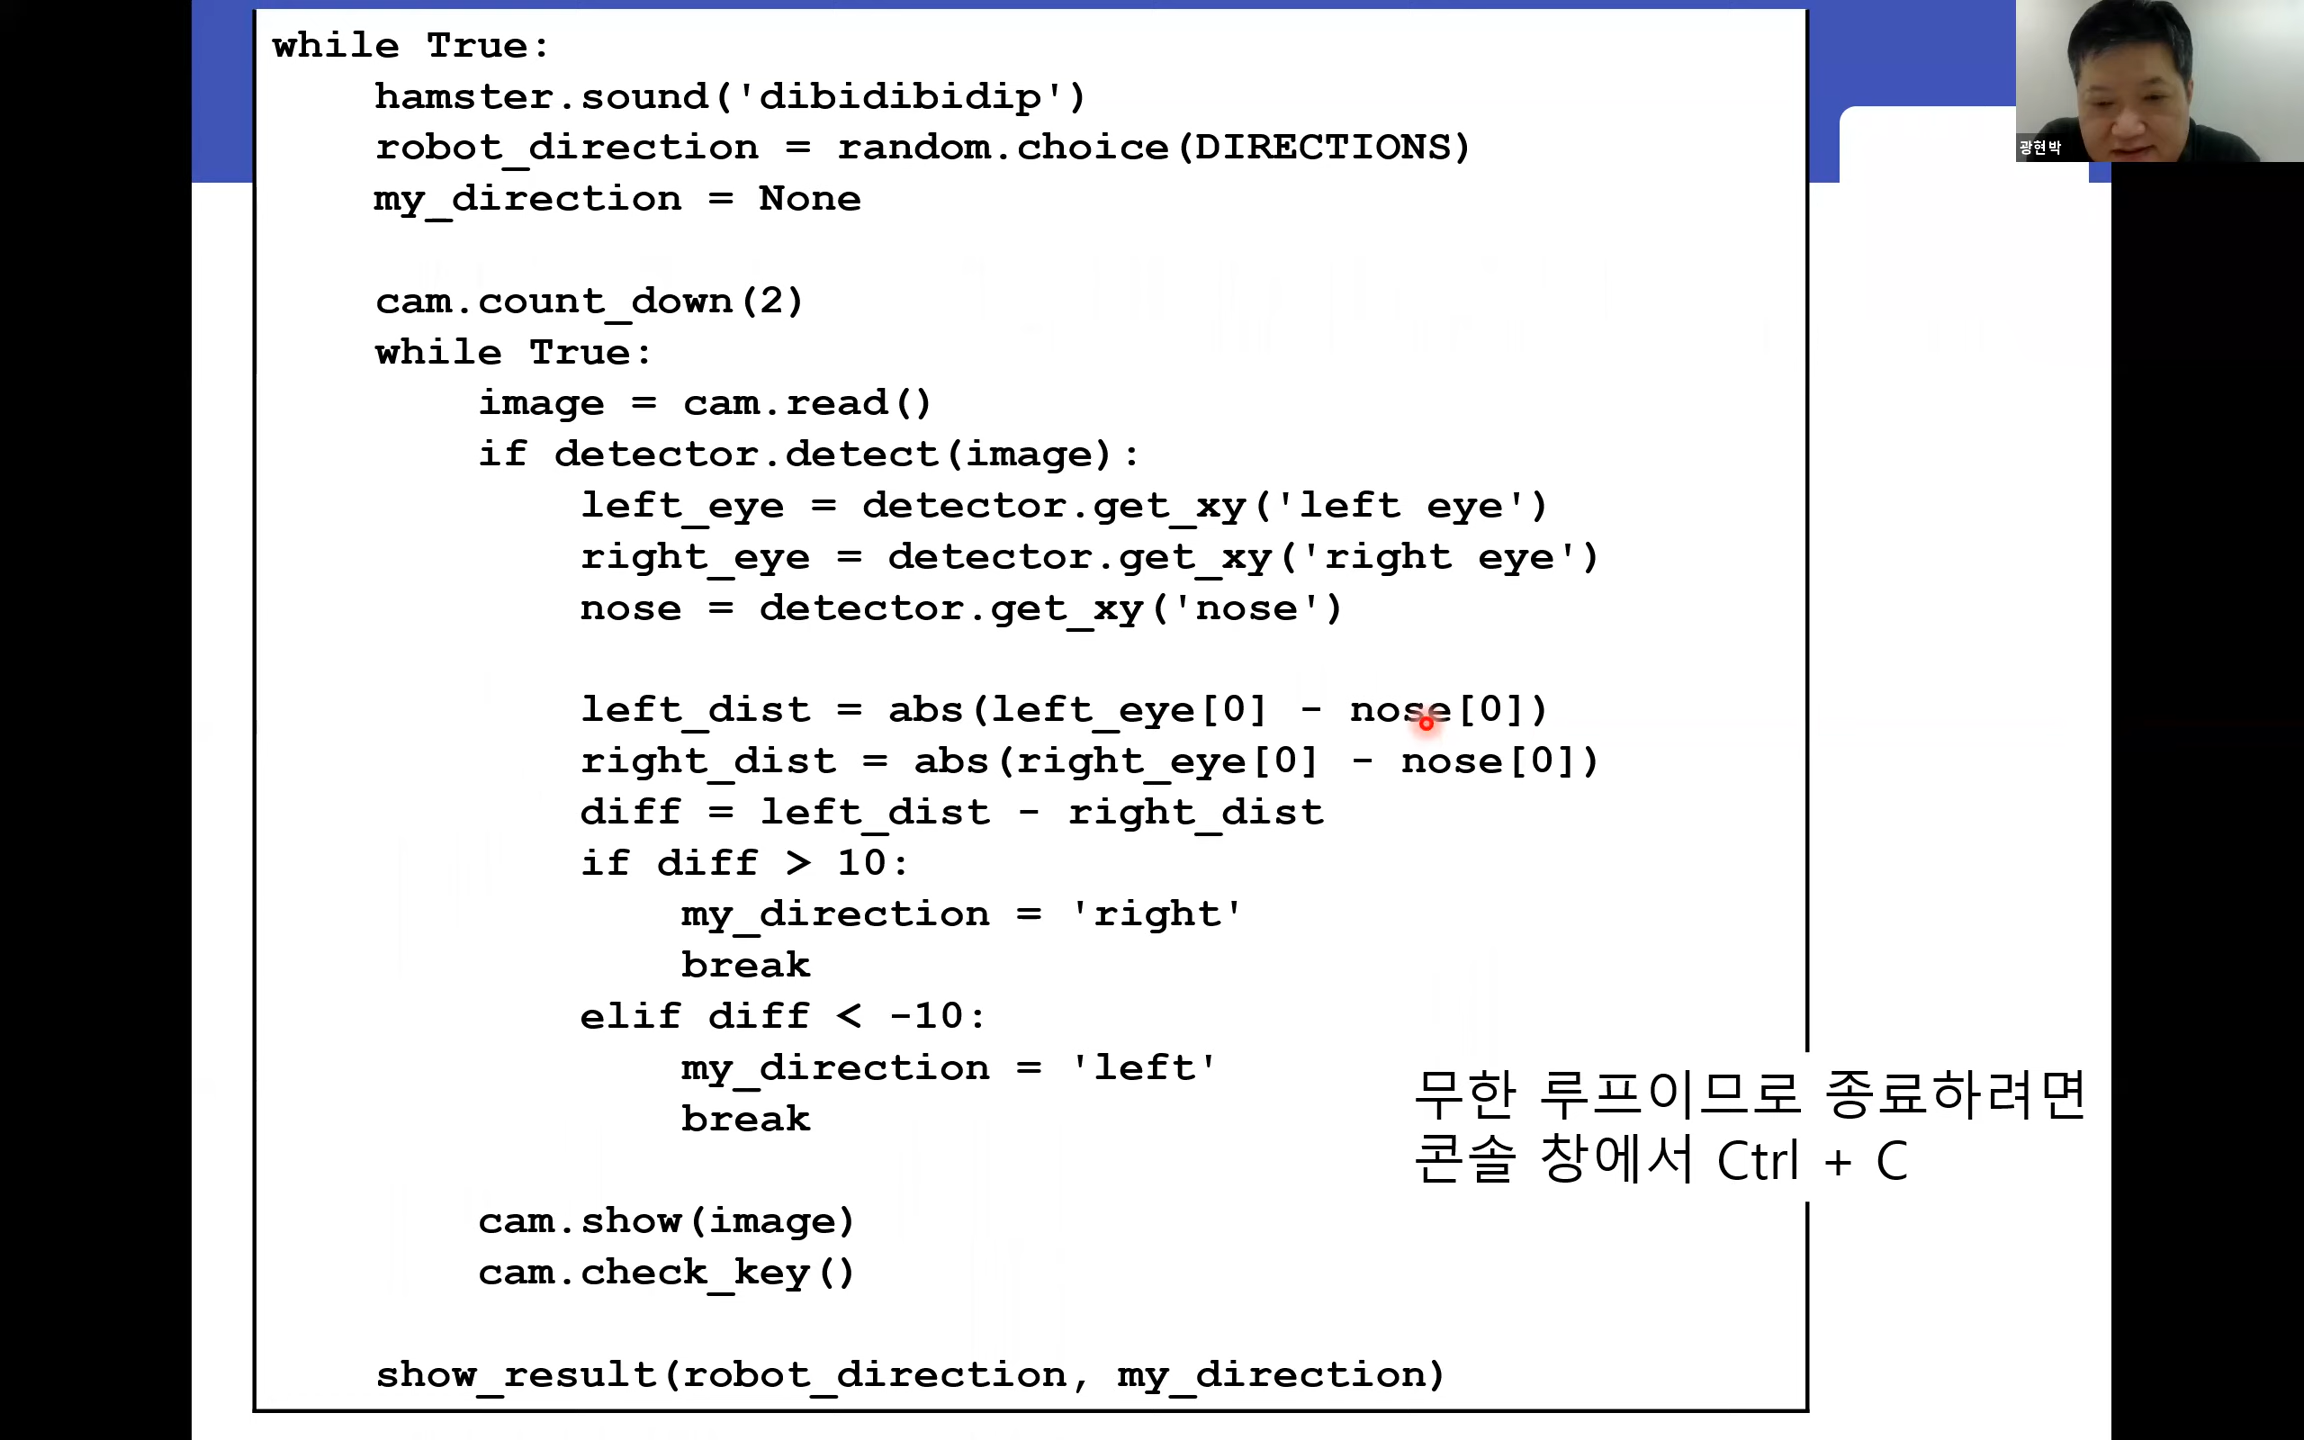 while True:
    hamster.sound('dibidibidip')
    robot_direction = random.choice(DIRECTIONS)
    my_direction = None

    cam.count_down(2)
    while True:
        image = cam.read()
        if detector.detect(image):
            left_eye = detector.get_xy('left eye')
            right_eye = detector.get_xy('right eye')
            nose = detector.get_xy('nose')

            left_dist = abs(left_eye[0] - nose[0])
            right_dist = abs(right_eye[0] - nose[0])
            diff = left_dist - right_dist
            if diff > 10:
                my_direction = 'right'
                break
            elif diff < -10:
                my_direction = 'left'
                break

        cam.show(image)
        cam.check_key()

    show_result(robot_direction, my_direction)
무한 루프이므로 종료하려면
콘솔 창에서 Ctrl + C
광현박